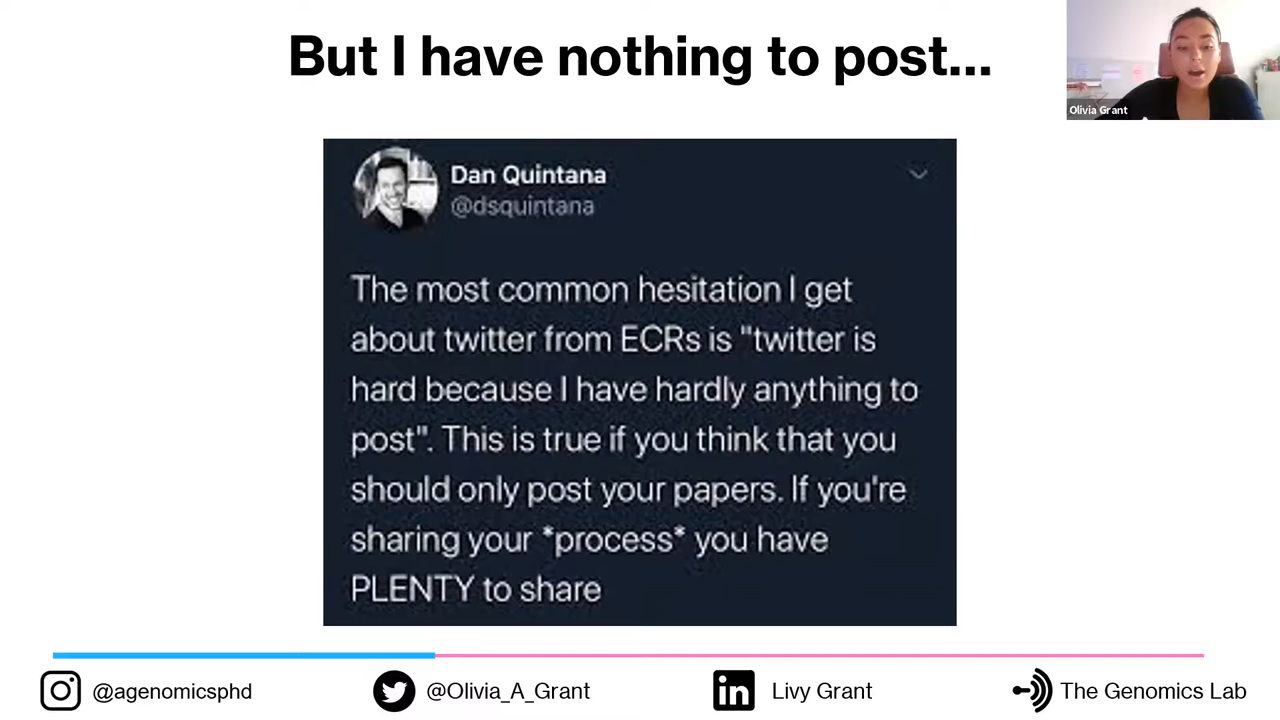 But I have nothing to post...
Olivia Grant
Dan Quintana
@dsquintana
The most common hesitation I get
about twitter from ECRs is "twitter is
hard because I have hardly anything to
post". This is true if you think that you
should only post your papers. If you're
sharing your *process* you have
PLENTY to share
@agenomicsphd
@Olivia_A_Grant
in
Livy Grant
The Genomics Lab